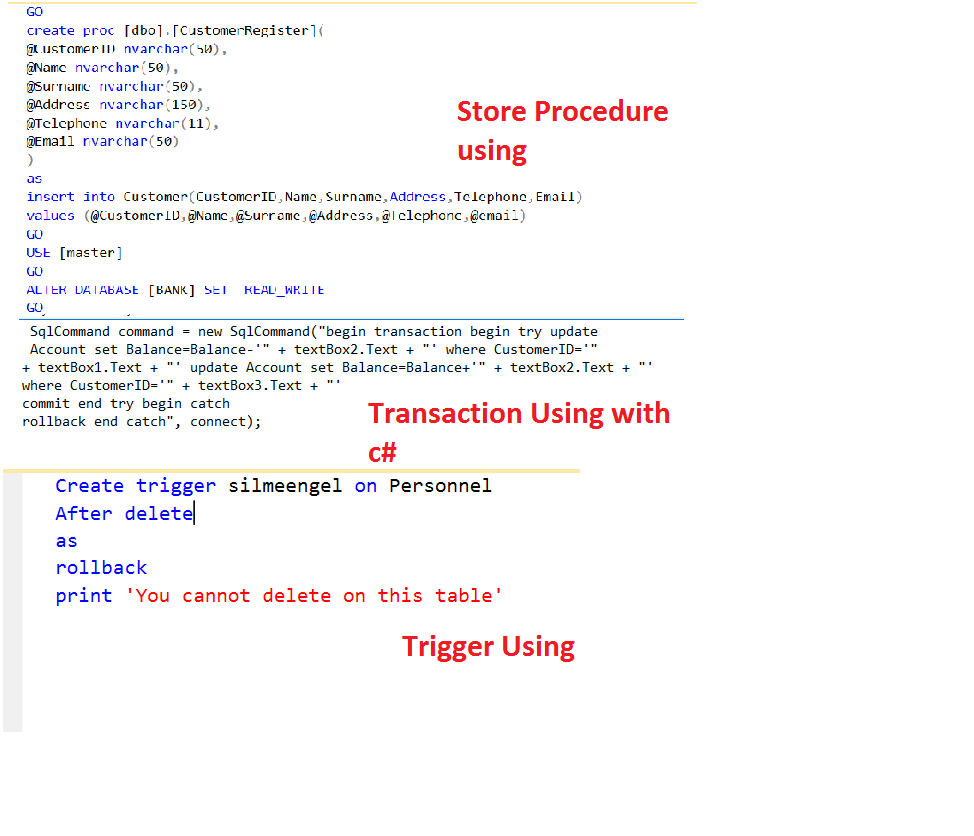 GO
create proc [dbo].[CustomerRegister](
@CustomerID nvarchar(50),
@Name nvarchar(50),
@Surname nvarchar(50),
@Address nvarchar(150),
@Telephone nvarchar(11),
@Email nvarchar(50)
)
as
insert into Customer(CustomerID,Name,Surname,Address,Telephone,Email)
values (@CustomerID,@Name,@Surname,@Address,@Telephone,@email)
GO
USE [master]
GO
ALTER DATABASE [BANK] SET READ_WRITE
GO
Store Procedure
using
SqlCommand command = new SqlCommand("begin transaction begin try update
Account set Balance=Balance-'" + textBox2.Text + "' where CustomerID='"
+ textBox1.Text + "' update Account set Balance=Balance+'" + textBox2.Text + "'
where CustomerID='" + textBox3.Text + "'
commit end try begin catch
rollback end catch", connect);
Transaction Using with
c#
Create trigger silmeengel on Personnel
After delete
as
rollback
print 'You cannot delete on this table'
Trigger Using